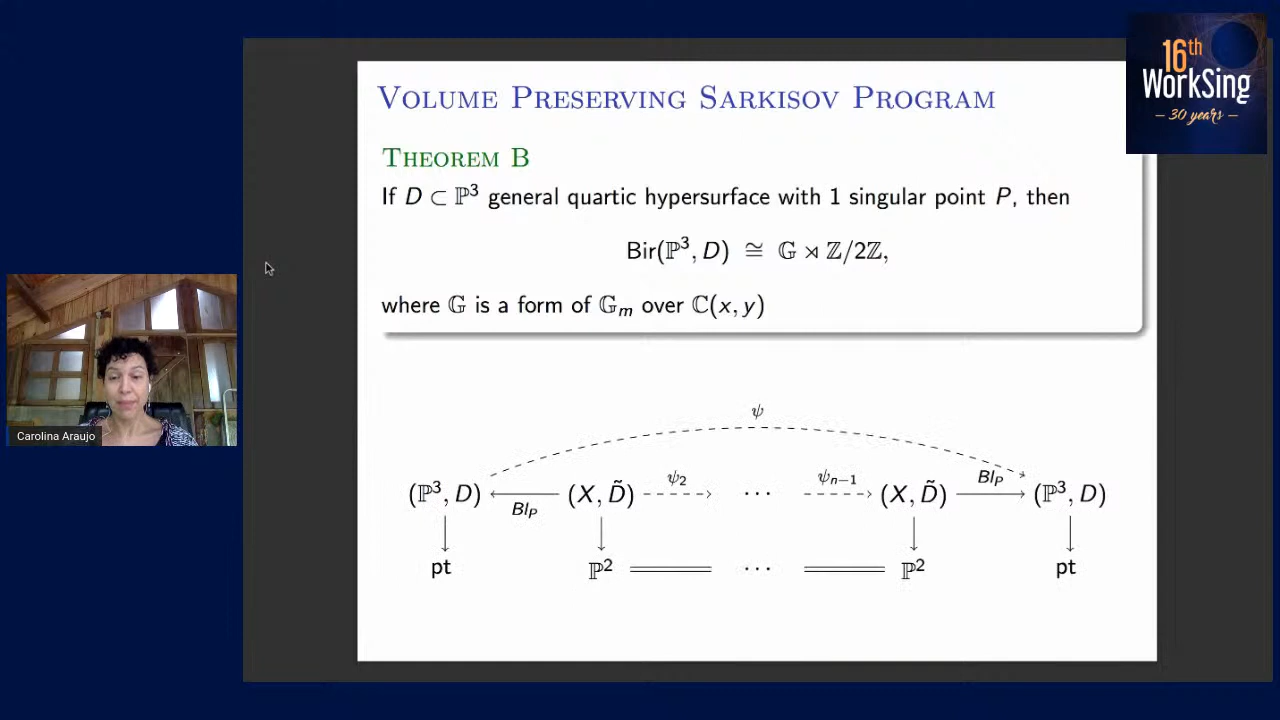 VOLUME PRESERVING SARKISOV PROGRAM
THEOREM B
If D ⊂ ℙ³ general quartic hypersurface with 1 singular point P, then
Bir(ℙ³, D) ≅ 𝔾 ⋊ ℤ/2ℤ,
where 𝔾 is a form of 𝔾ₘ over ℂ(x, y)
ψ
(ℙ³, D) Bl_P (X, D̃) ψ₂ ⋯ ψ_{n−1} (X, D̃) Bl_P (ℙ³, D)
pt ℙ² ⋯ ℙ² pt
16th
WorkSing
– 30 years –
Carolina Araujo